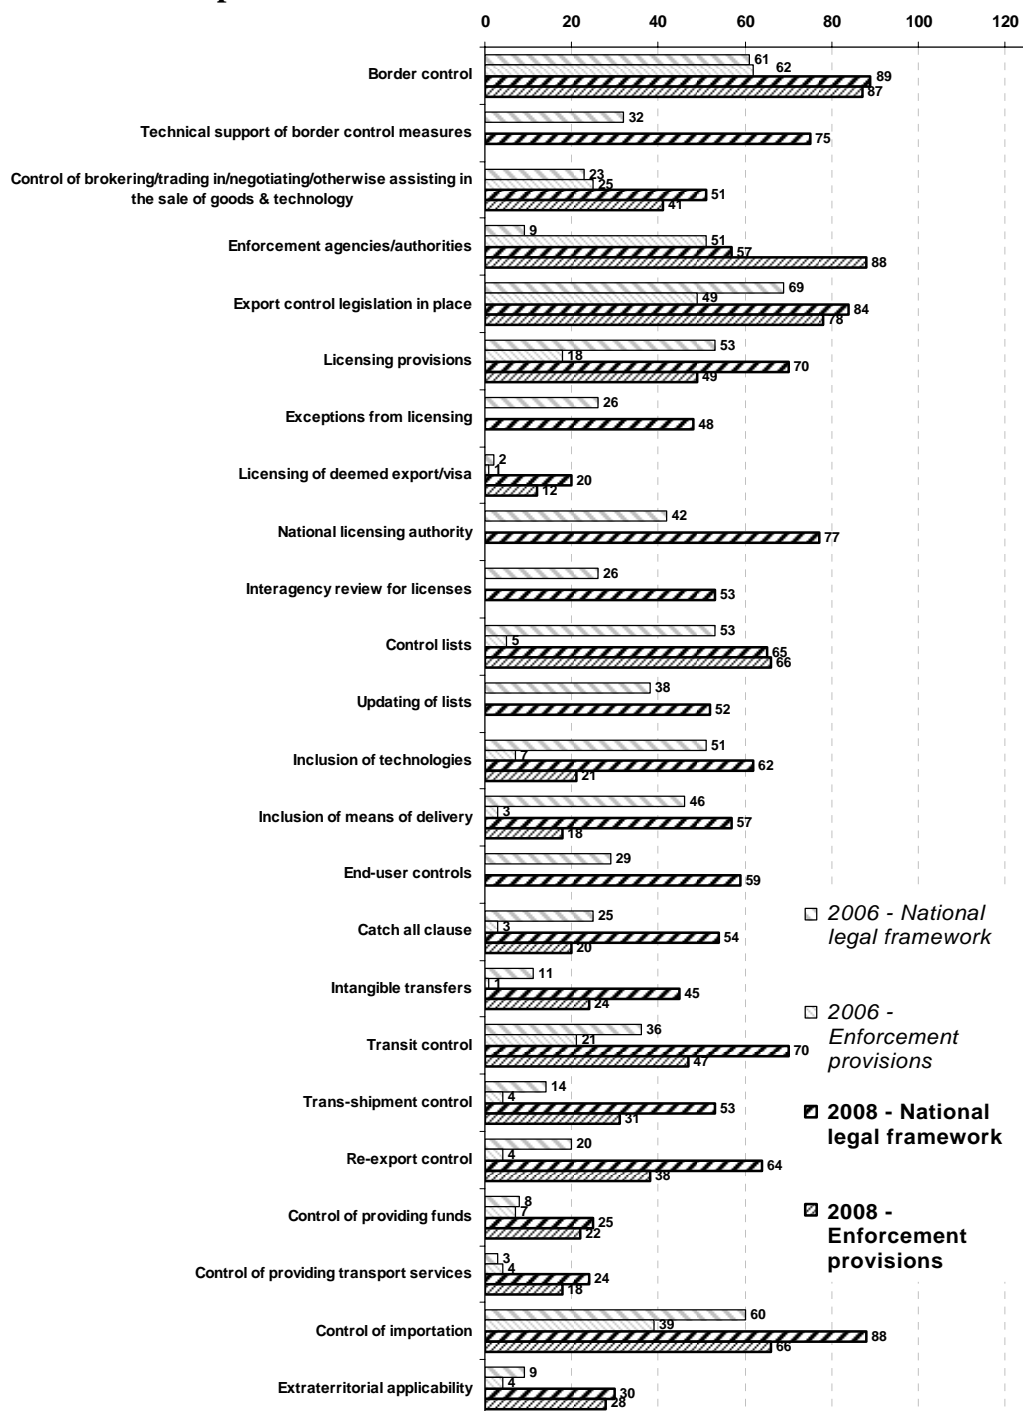 0 20 40 60 80 100 120
Border control
61
62
89
87
Technical support of border control measures
32
75
Control of brokering/trading in/negotiating/otherwise assisting in
the sale of goods & technology
23
25
51
41
Enforcement agencies/authorities
9
51
57
88
Export control legislation in place
69
49
84
78
Licensing provisions
53
18
70
49
Exceptions from licensing
26
48
Licensing of deemed export/visa
2
1
20
12
National licensing authority
42
77
Interagency review for licenses
26
53
Control lists
53
5
65
66
Updating of lists
38
52
Inclusion of technologies
51
7
62
21
Inclusion of means of delivery
46
3
57
18
End-user controls
29
59
Catch all clause
25
3
54
20
Intangible transfers
11
1
45
24
Transit control
36
21
70
47
Trans-shipment control
14
4
53
31
Re-export control
20
4
64
38
Control of providing funds
8
7
25
22
Control of providing transport services
3
4
24
18
Control of importation
60
39
88
66
Extraterritorial applicability
9
4
30
28
2006 - National
legal framework
2006 -
Enforcement
provisions
2008 - National
legal framework
2008 -
Enforcement
provisions